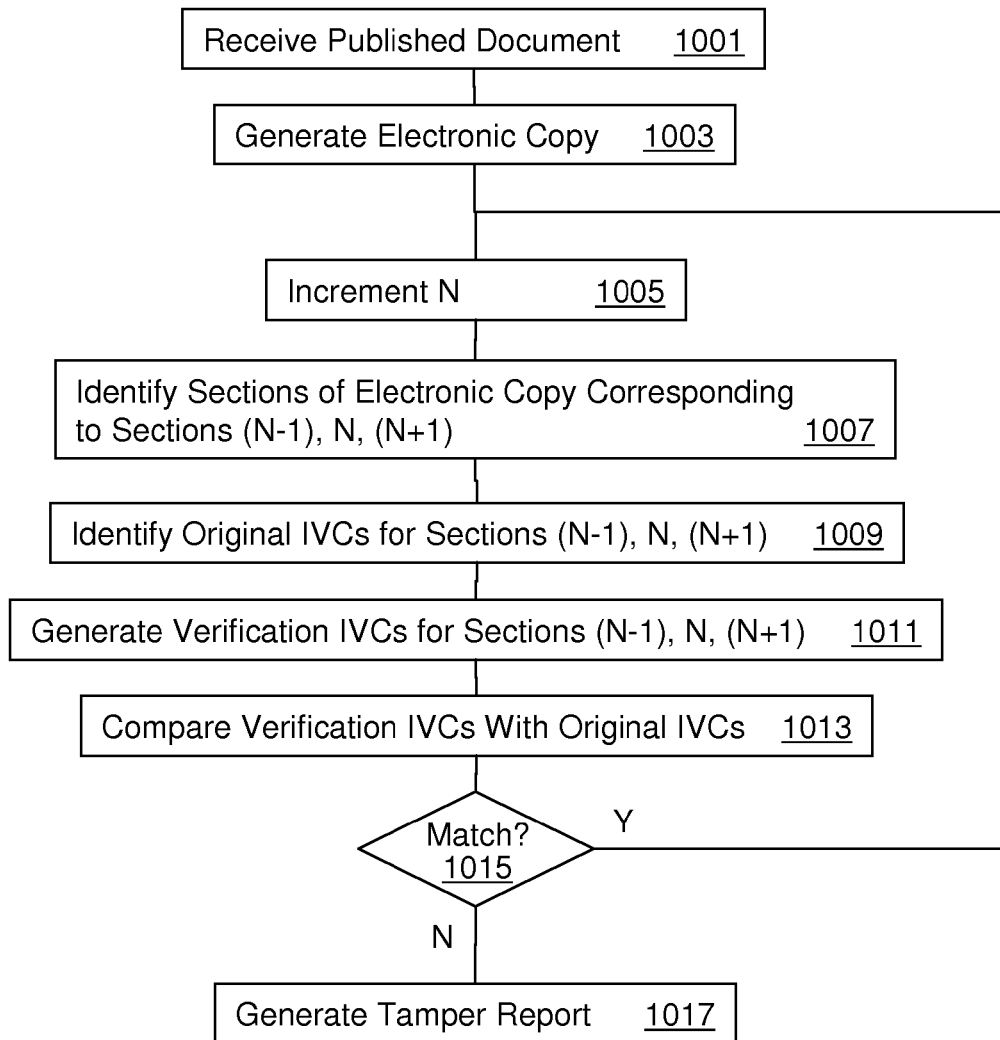 Receive Published Document 1001
Generate Electronic Copy 1003
Increment N 1005
Identify Sections of Electronic Copy Corresponding
to Sections (N-1), N, (N+1) 1007
Identify Original IVCs for Sections (N-1), N, (N+1) 1009
Generate Verification IVCs for Sections (N-1), N, (N+1) 1011
Compare Verification IVCs With Original IVCs 1013
Match?
1015
Y
N
Generate Tamper Report 1017